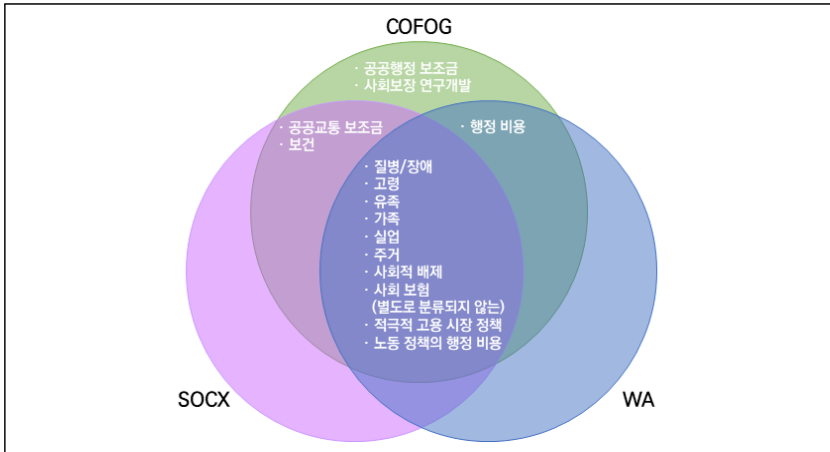 COFOG
· 공공행정 보조금
· 사회보장 연구개발
· 공공교통 보조금
· 보건
· 행정 비용
· 질병/장애
· 고령
· 유족
· 가족
· 실업
· 주거
· 사회적 배제
· 사회 보험
(별도로 분류되지 않는)
· 적극적 고용 시장 정책
· 노동 정책의 행정 비용
SOCX
WA